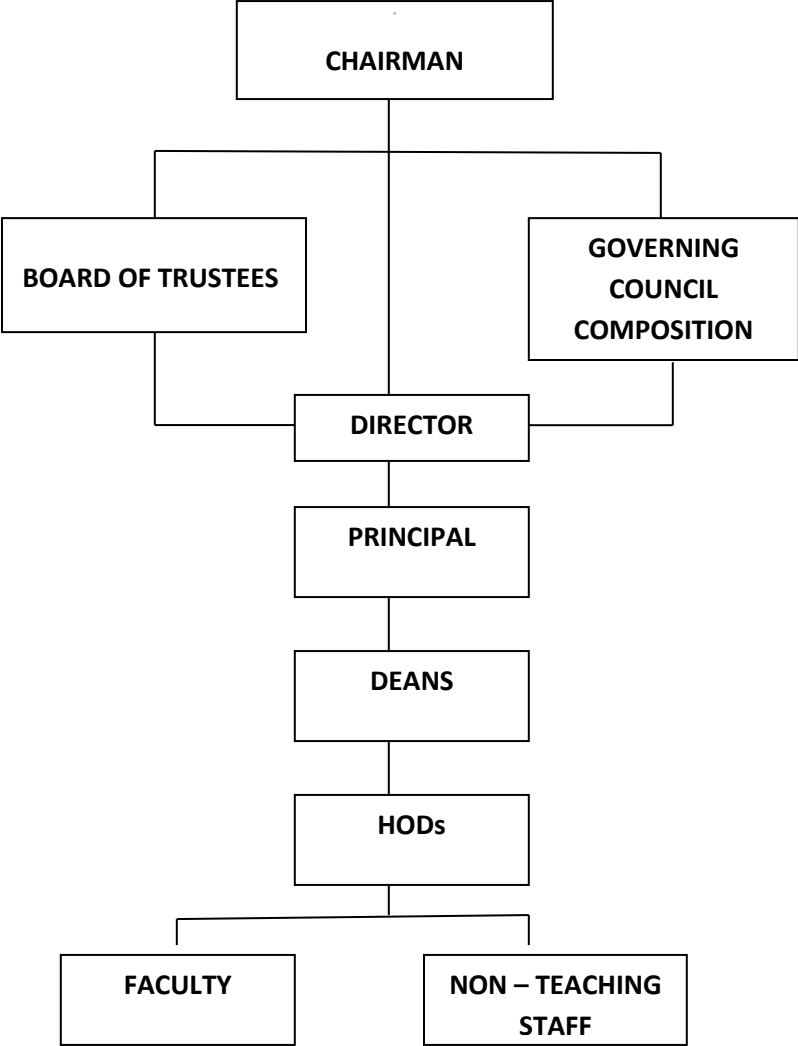 CHAIRMAN
BOARD OF TRUSTEES
GOVERNING
COUNCIL
COMPOSITION
DIRECTOR
PRINCIPAL
DEANS
HODs
FACULTY
NON – TEACHING
STAFF